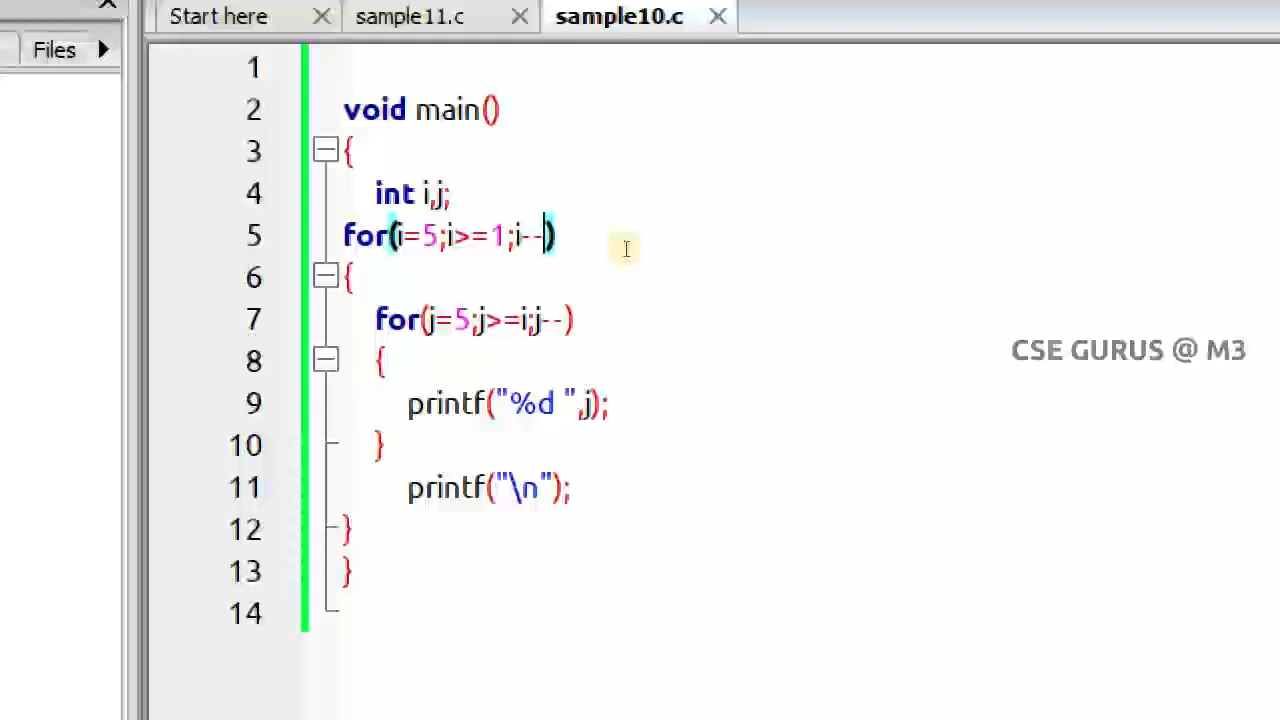 Start here
sample11.c
sample10.c
Files
1
2 void main()
3 {
4 int i,j;
5 for(i=5;i>=1;i--)
6 {
7 for(j=5;j>=i;j--)
8 {
9 printf("%d ",j);
10 }
11 printf("\n");
12 }
13 }
14
CSE GURUS @ M3